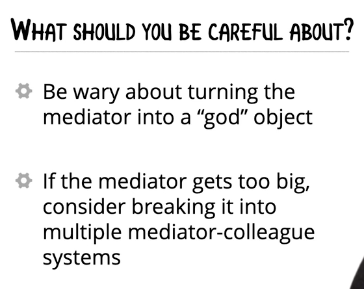 WHAT SHOULD YOU BE CAREFUL ABOUT?
Be wary about turning the
mediator into a “god” object
If the mediator gets too big,
consider breaking it into
multiple mediator-colleague
systems